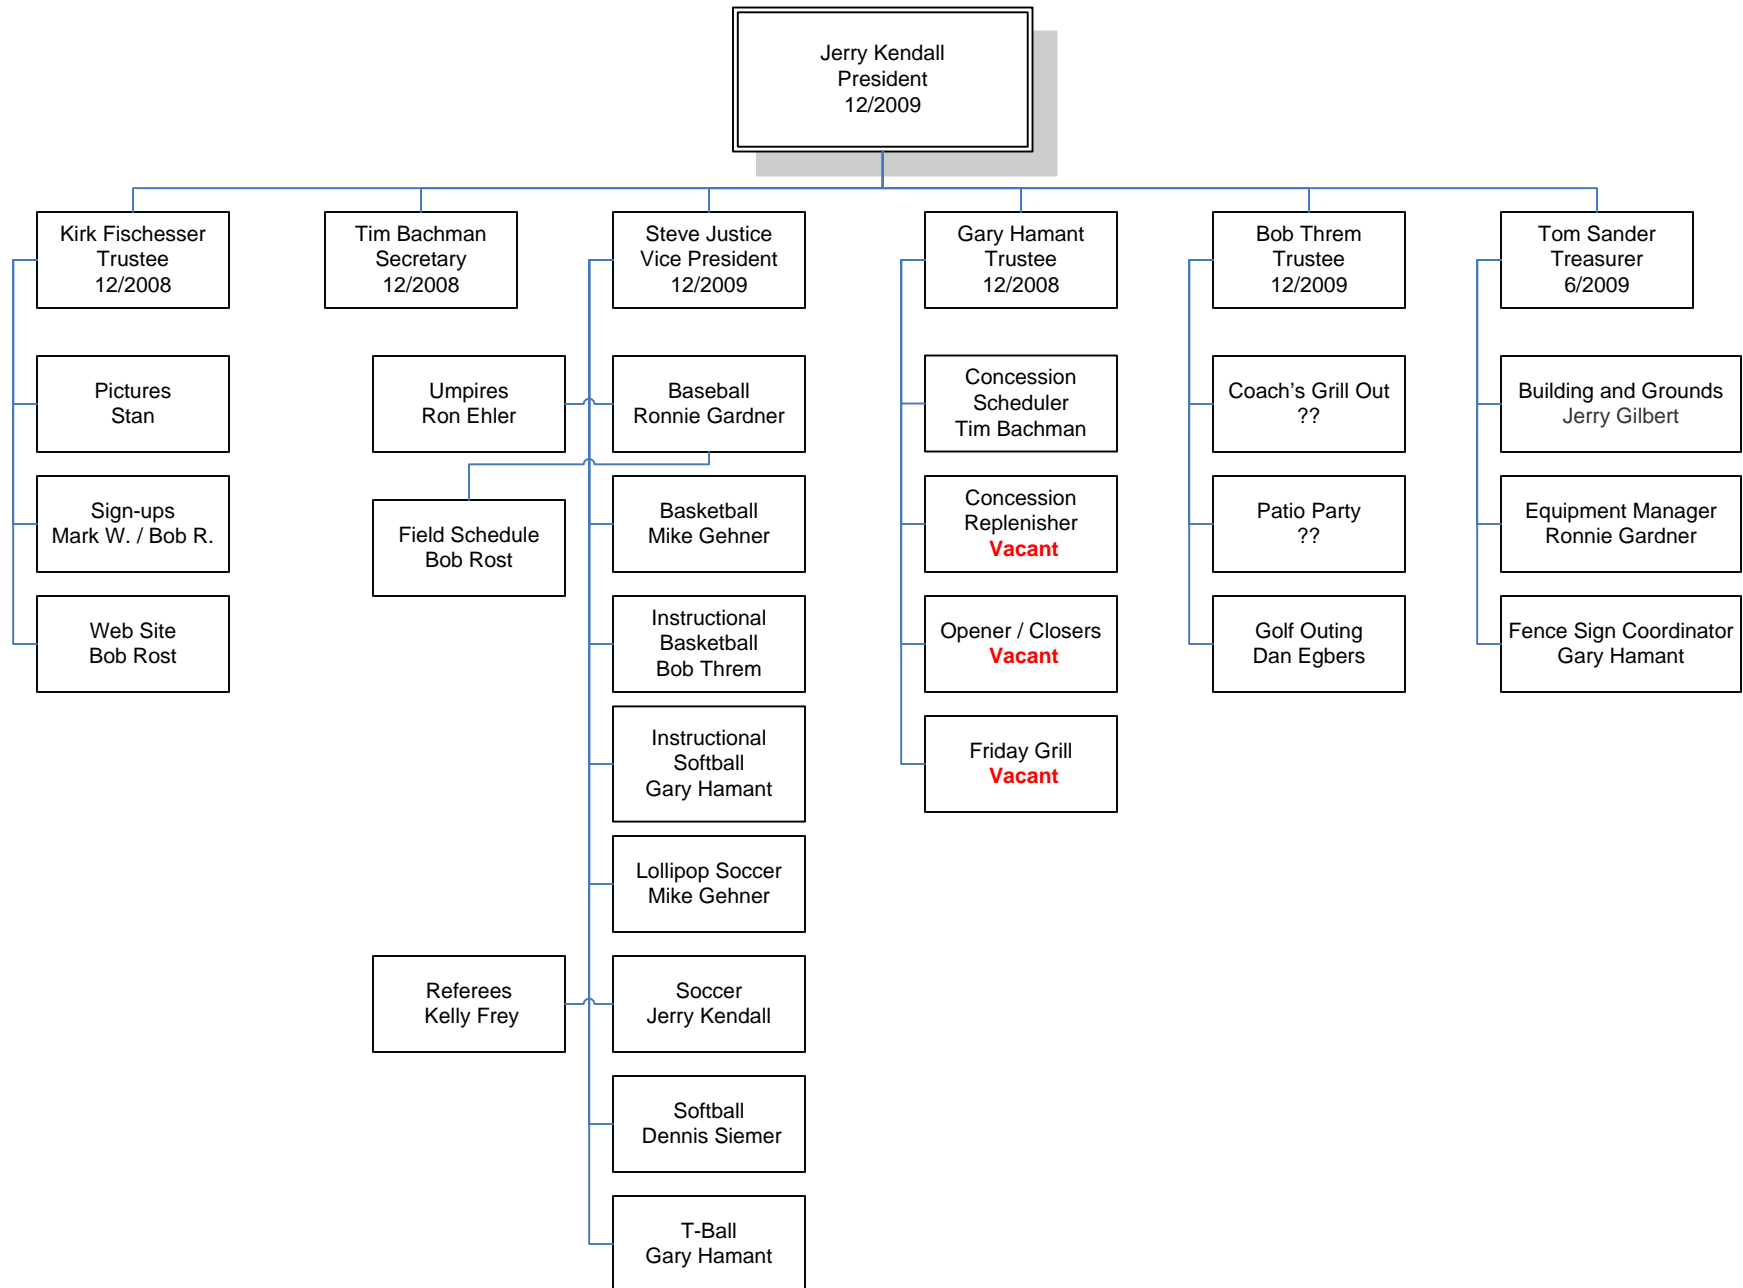 Jerry Kendall
President
12/2009
Kirk Fischesser
Trustee
12/2008
Tim Bachman
Secretary
12/2008
Steve Justice
Vice President
12/2009
Gary Hamant
Trustee
12/2008
Bob Threm
Trustee
12/2009
Tom Sander
Treasurer
6/2009
Pictures
Stan
Umpires
Ron Ehler
Baseball
Ronnie Gardner
Concession
Scheduler
Tim Bachman
Coach’s Grill Out
??
Building and Grounds
Jerry Gilbert
Sign-ups
Mark W. / Bob R.
Field Schedule
Bob Rost
Basketball
Mike Gehner
Concession
Replenisher
Vacant
Patio Party
??
Equipment Manager
Ronnie Gardner
Web Site
Bob Rost
Instructional
Basketball
Bob Threm
Opener / Closers
Vacant
Golf Outing
Dan Egbers
Fence Sign Coordinator
Gary Hamant
Instructional
Softball
Gary Hamant
Friday Grill
Vacant
Lollipop Soccer
Mike Gehner
Referees
Kelly Frey
Soccer
Jerry Kendall
Softball
Dennis Siemer
T-Ball
Gary Hamant